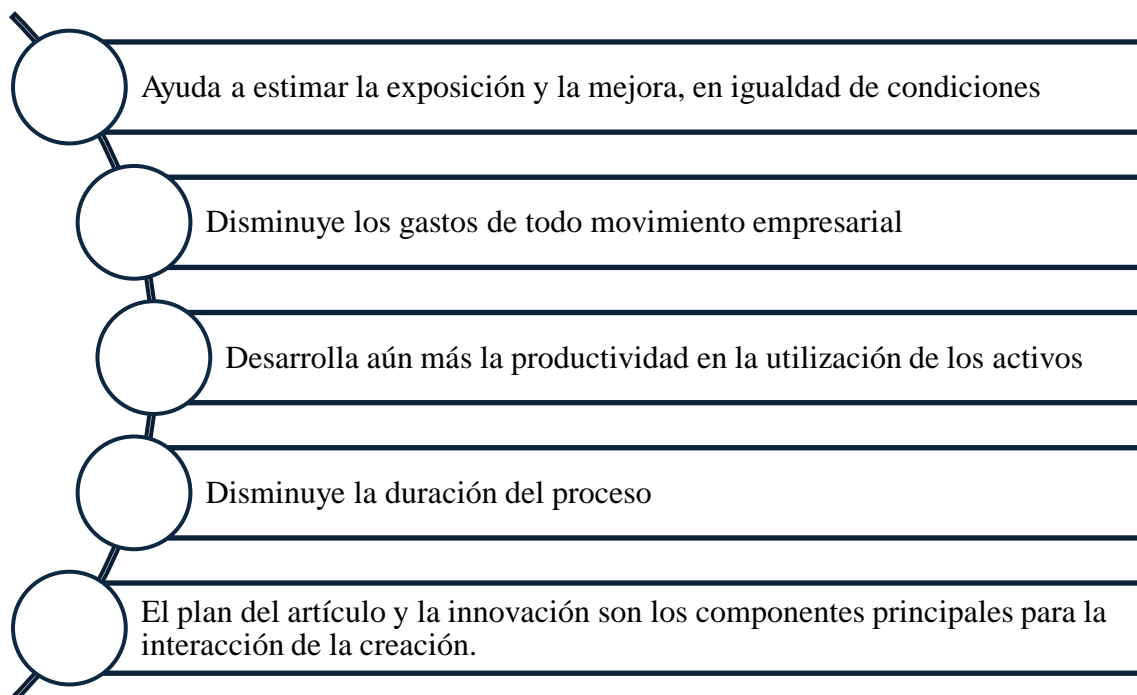 Ayuda a estimar la exposición y la mejora, en igualdad de condiciones
Disminuye los gastos de todo movimiento empresarial
Desarrolla aún más la productividad en la utilización de los activos
Disminuye la duración del proceso
El plan del artículo y la innovación son los componentes principales para la
interacción de la creación.